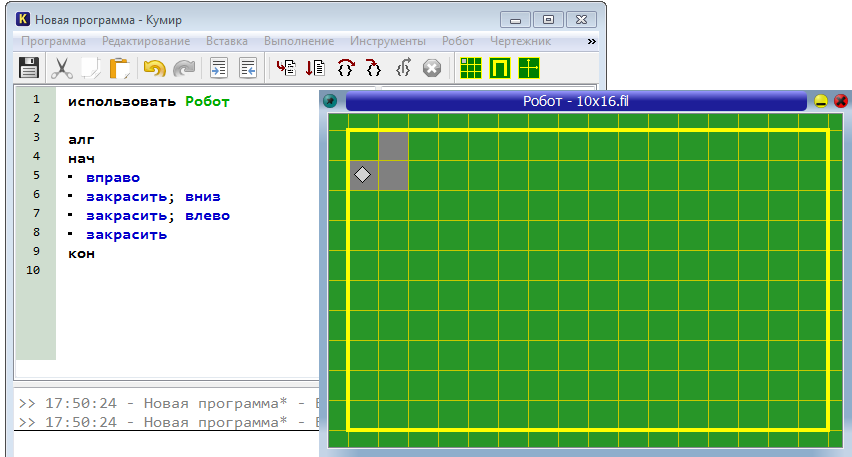 Новая программа - Кумир
Программа Редактирование Вставка Выполнение Инструменты Робот Чертежник »
1 использовать Робот
2
3 алг
4 нач
5 вправо
6 закрасить; вниз
7 закрасить; влево
8 закрасить
9 кон
10
Робот - 10x16.fil
>> 17:50:24 - Новая программа* -
>> 17:50:24 - Новая программа* -